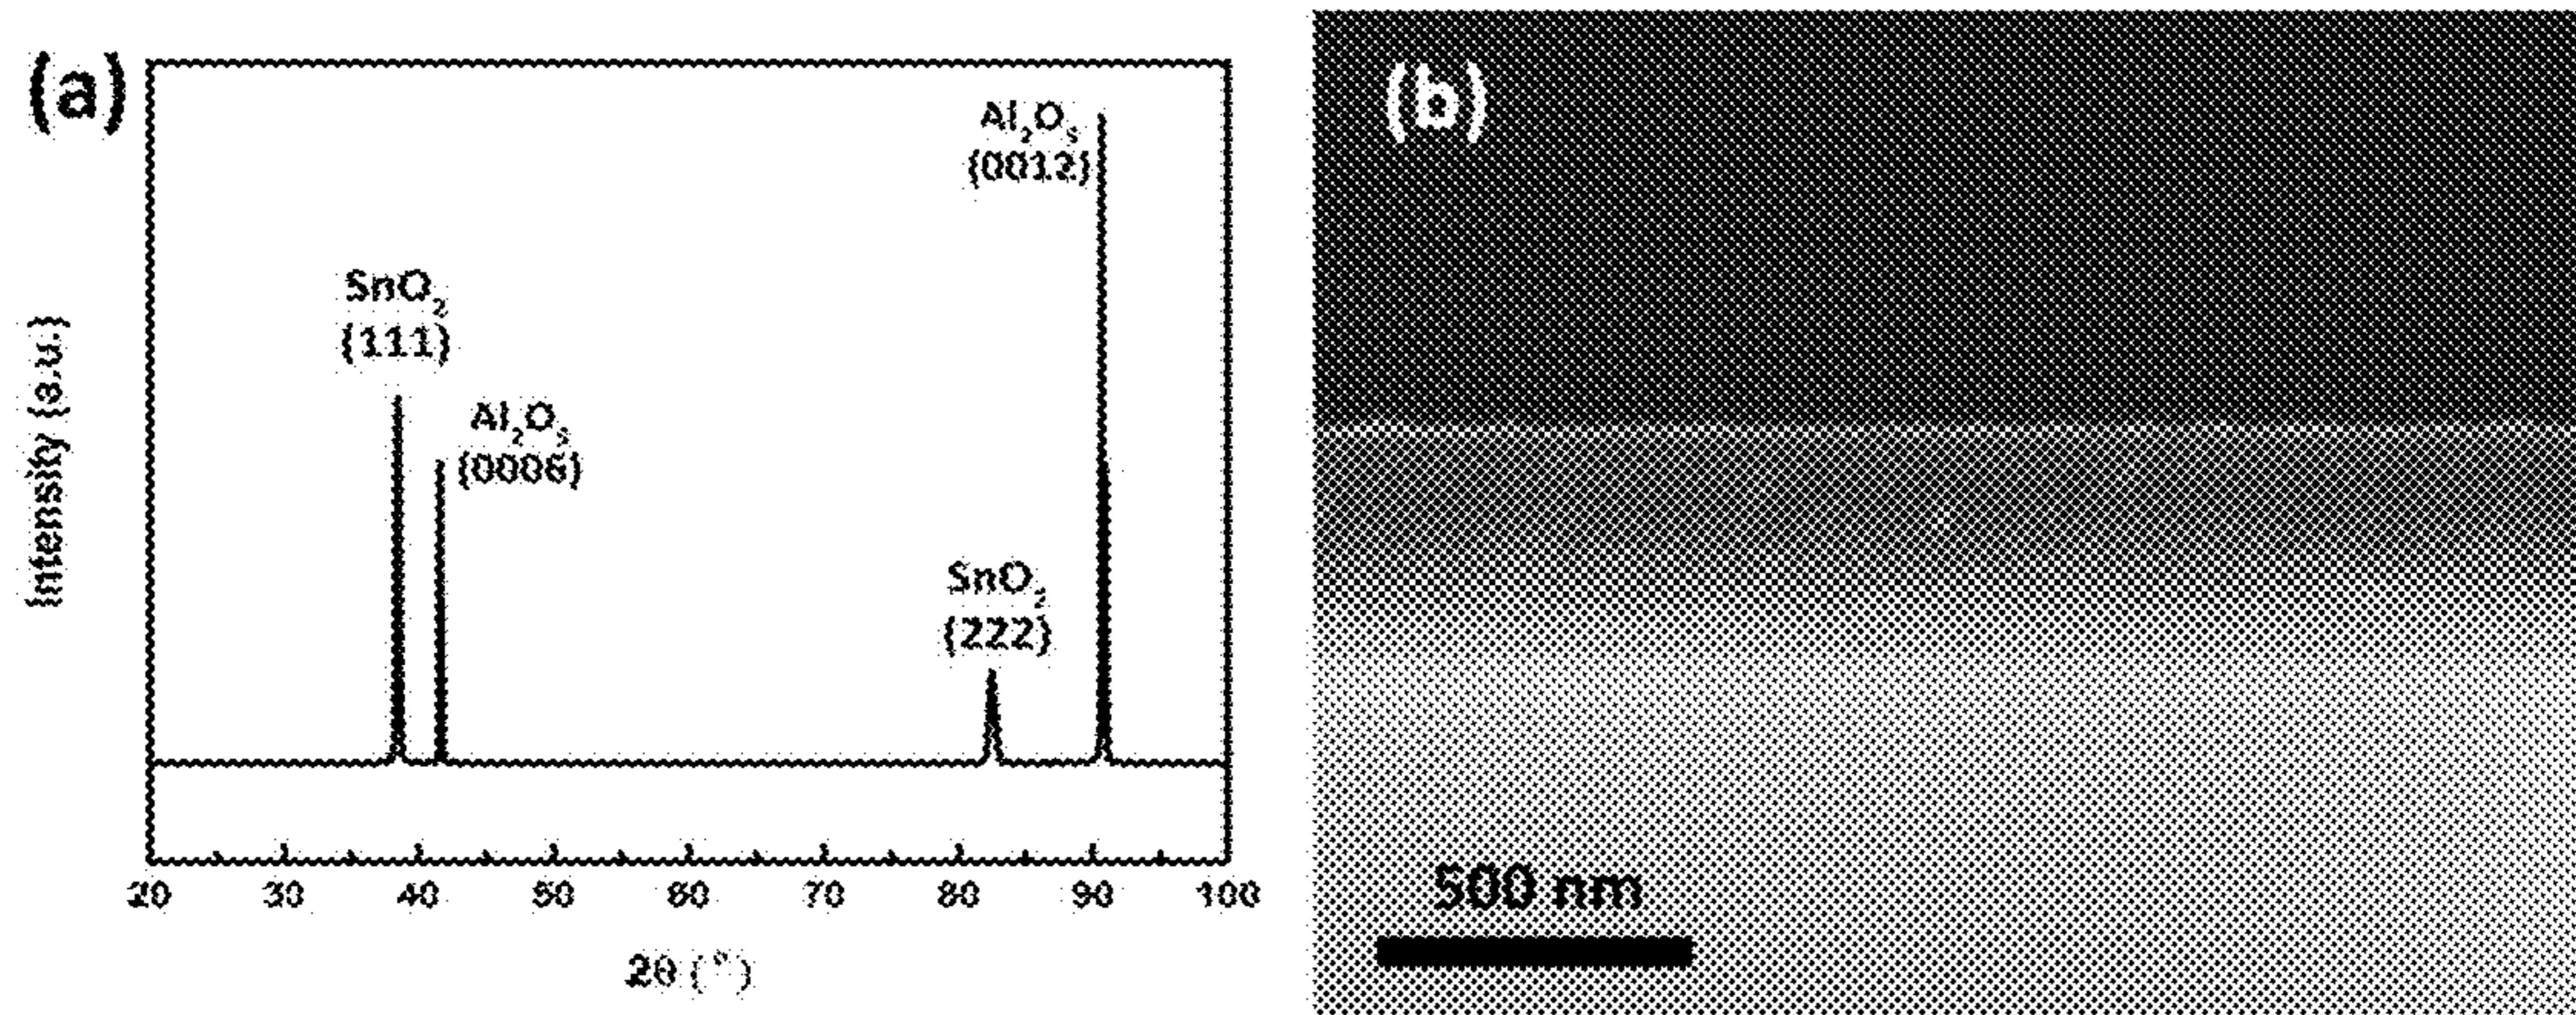 (a)
Al₂O₃
(0012)
SnO₂
(111)
Al₂O₃
(0006)
SnO₂
(222)
Intensity (a.u.)
20 30 40 50 60 70 80 90 100
2θ (°)
(b)
500 nm